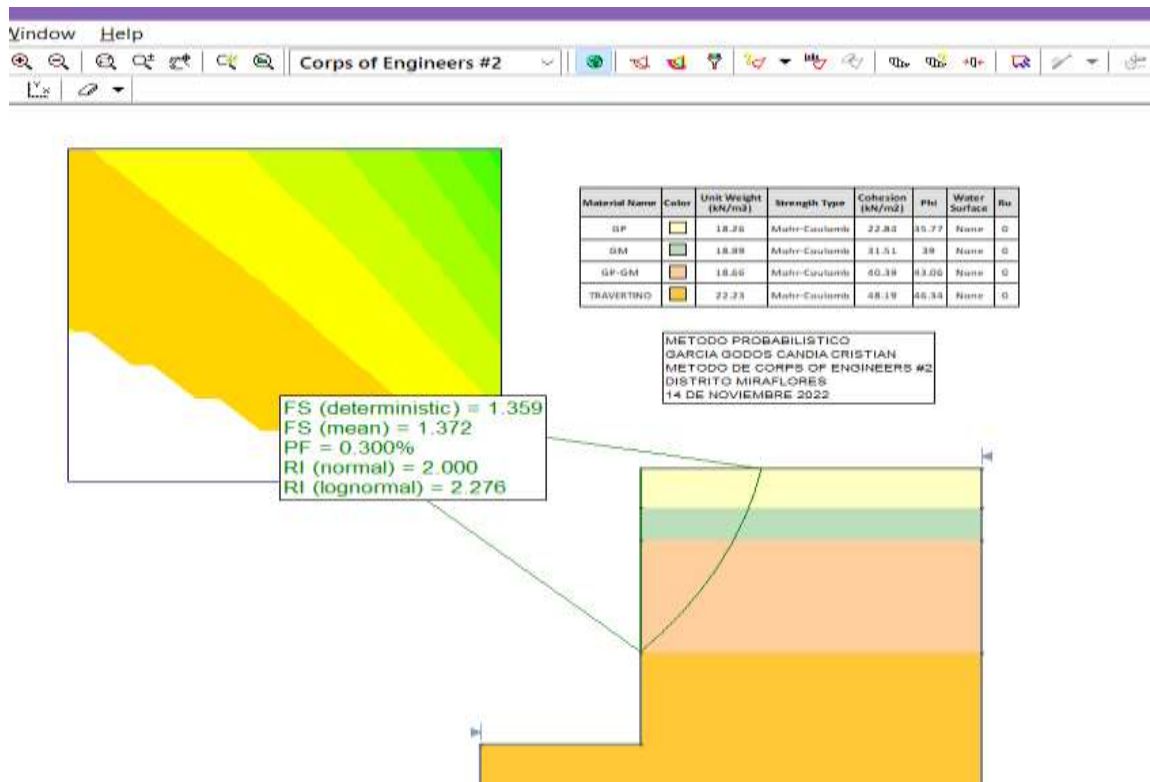 Window Help
Corps of Engineers #2
Material Name Color Unit Weight (kN/m3) Strength Type Cohesion (kN/m2) Phi Water Surface Ru
GP 18.26 Mohr-Coulomb 22.80 35.77 None 0
GM 18.99 Mohr-Coulomb 31.51 39 None 0
GP-GM 18.66 Mohr-Coulomb 40.39 43.06 None 0
TRAVERTINO 22.23 Mohr-Coulomb 48.19 46.34 None 0
METODO PROBABILISTICO
GARCIA GODOS CANDIA CRISTIAN
METODO DE CORPS OF ENGINEERS #2
DISTRITO MIRAFLORES
14 DE NOVIEMBRE 2022
FS (deterministic) = 1.359
FS (mean) = 1.372
PF = 0.300%
RI (normal) = 2.000
RI (lognormal) = 2.276